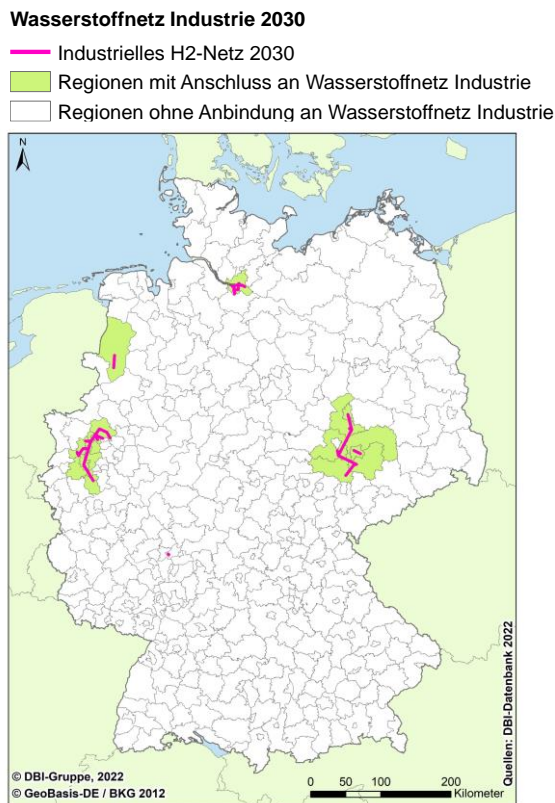 Wasserstoffnetz Industrie 2030
Industrielles H2-Netz 2030
Regionen mit Anschluss an Wasserstoffnetz Industrie
Regionen ohne Anbindung an Wasserstoffnetz Industrie
N
Quellen: DBI-Datenbank 2022
© DBI-Gruppe, 2022
© GeoBasis-DE / BKG 2012
0 50 100 200
Kilometer